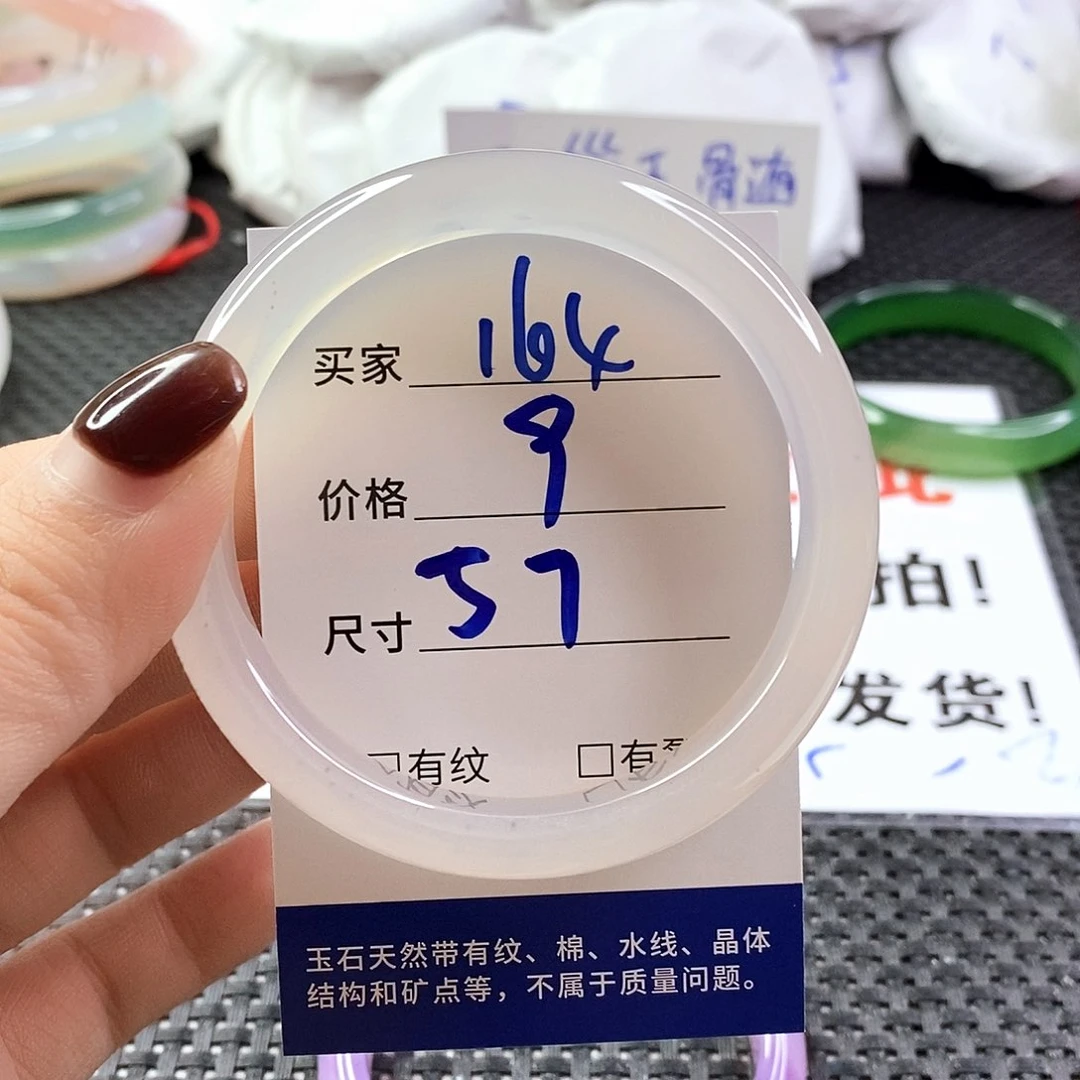 骨海
买家 164
价格 9
尺寸 57
□有纹 □有
拍!
发货!
玉石天然带有纹、棉、水线、晶体
结构和矿点等，不属于质量问题。